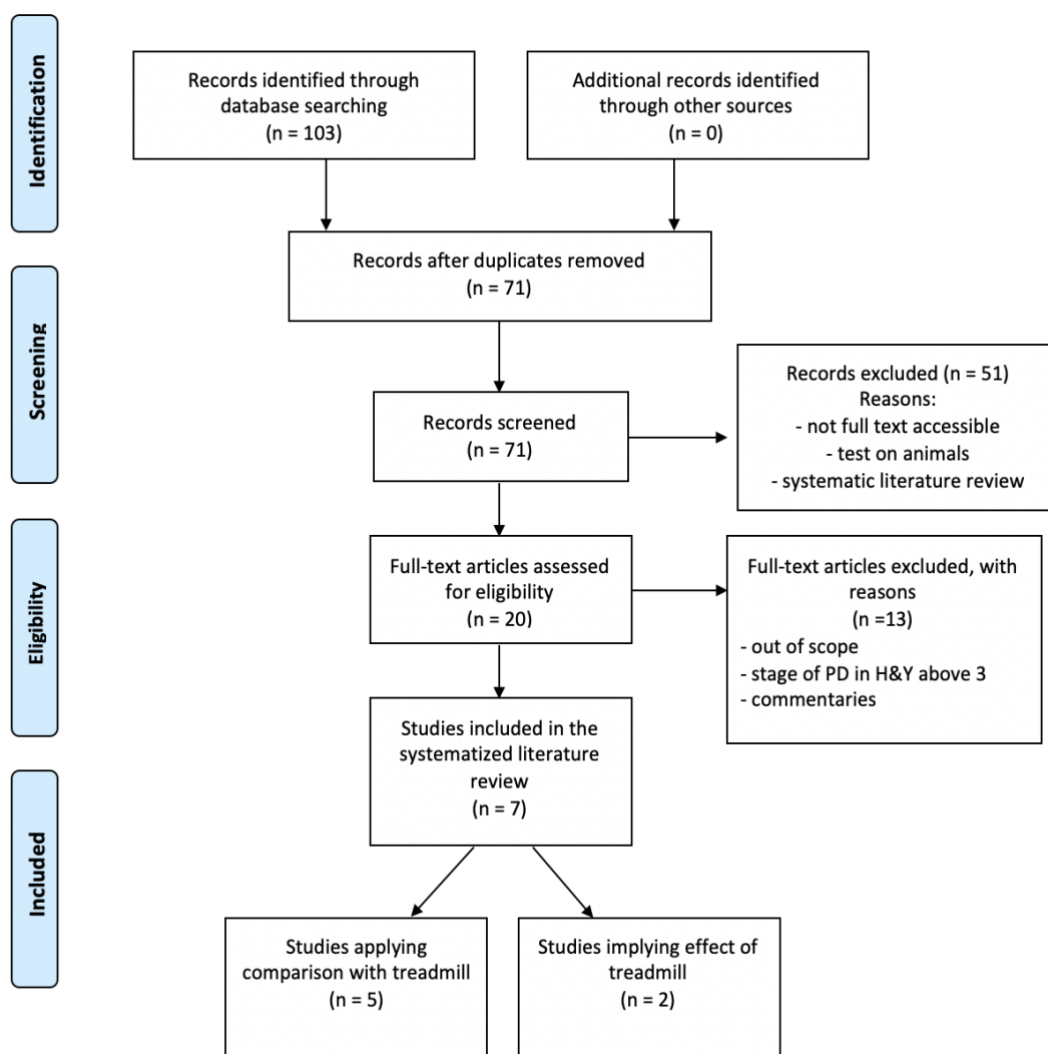 Identification
Records identified through
database searching
(n = 103)
Additional records identified
through other sources
(n = 0)
Records after duplicates removed
(n = 71)
Screening
Records screened
(n = 71)
Records excluded (n = 51)
Reasons:
- not full text accessible
- test on animals
- systematic literature review
Eligibility
Full-text articles assessed
for eligibility
(n = 20)
Full-text articles excluded, with
reasons
(n =13)
- out of scope
- stage of PD in H&Y above 3
- commentaries
Studies included in the
systematized literature
review
(n = 7)
Included
Studies applying
comparison with treadmill
(n = 5)
Studies implying effect of
treadmill
(n = 2)